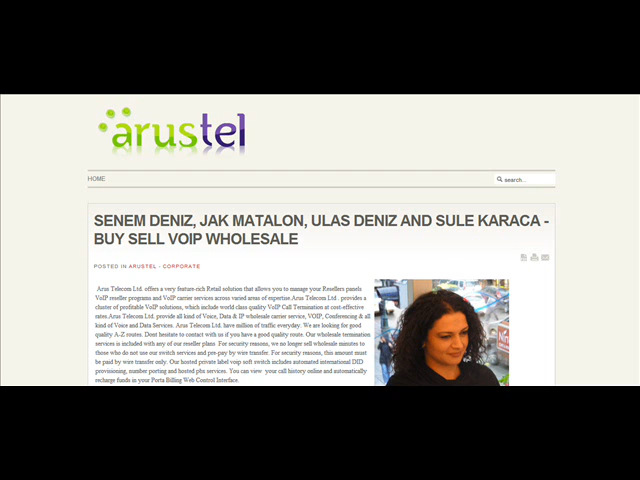 arustel
HOME
search...
SENEM DENIZ, JAK MATALON, ULAS DENIZ AND SULE KARACA -
BUY SELL VOIP WHOLESALE
POSTED IN ARUSTEL - CORPORATE
Arus Telecom Ltd. offers a very feature-rich Retail solution that allows you to manage your Resellers panels
VoIP reseller programs and VoIP carrier services across varied areas of expertise Arus Telecom Ltd . provides a
cluster of profitable VoIP solutions, which include world class quality VoIP Call Termination at cost-effective
rates.Arus Telecom Ltd. provide all kind of Voice, Data & IP wholesale carrier service, VOIP, Conferencing & all
kind of Voice and Data Services. Arus Telecom Ltd. have million of traffic everyday. We are looking for good
quality A-Z routes. Dont hesitate to contact with us if you have a good quality route. Our wholesale termination
services is included with any of our reseller plans. For security reasons, we no longer sell wholesale minutes to
those who do not use our switch services and pre-pay by wire transfer. For security reasons, this amount must
be paid by wire transfer only. Our hosted private label voip soft switch includes automated international DID
provisioning, number porting and hosted pbx services. You can view your call history online and automatically
recharge funds in your Porta Billing Web Control Interface.